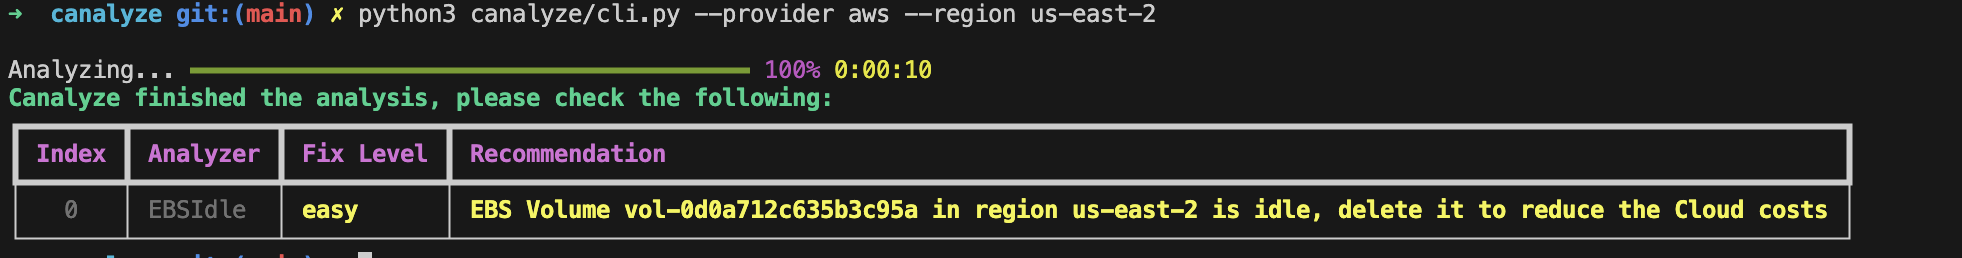 → canalyze git:(main) ✗ python3 canalyze/cli.py --provider aws --region us-east-2
Analyzing... 100% 0:00:10
Canalyze finished the analysis, please check the following:
Index Analyzer Fix Level Recommendation
0 EBSIdle easy EBS Volume vol-0d0a712c635b3c95a in region us-east-2 is idle, delete it to reduce the Cloud costs